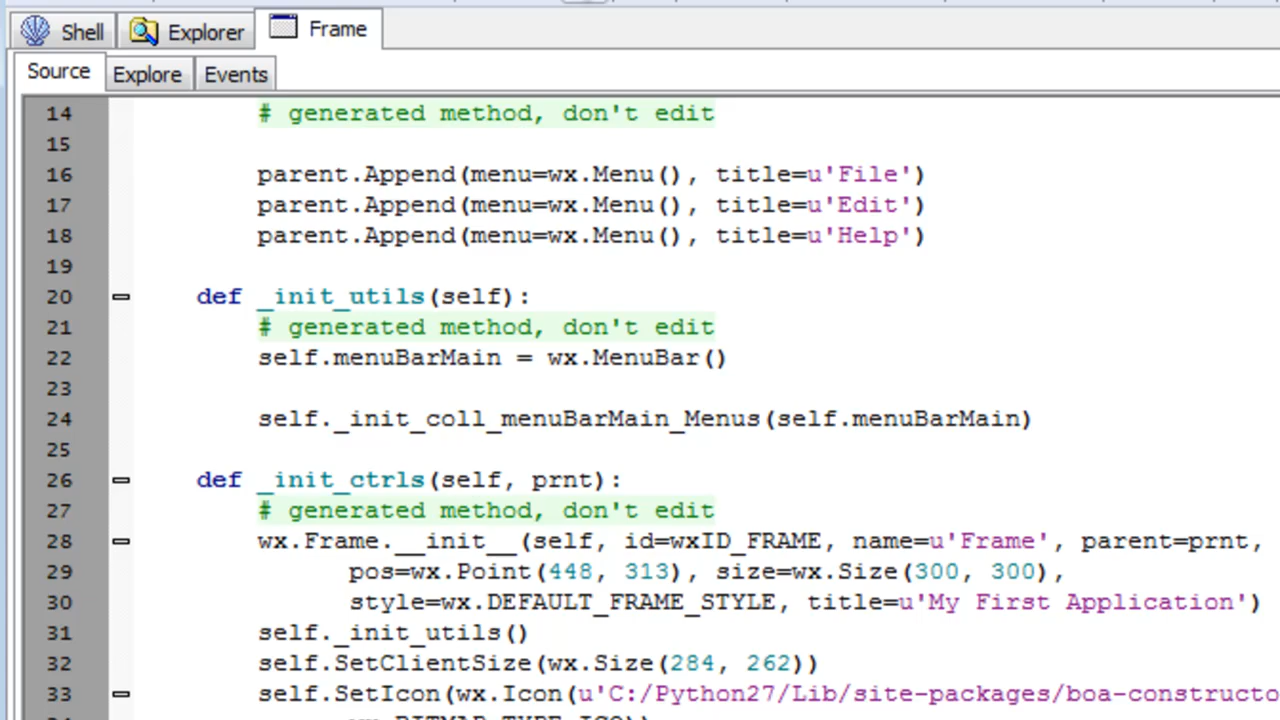 Shell Explorer Frame
Source Explore Events
14 # generated method, don't edit
15
16 parent.Append(menu=wx.Menu(), title=u'File')
17 parent.Append(menu=wx.Menu(), title=u'Edit')
18 parent.Append(menu=wx.Menu(), title=u'Help')
19
20 def _init_utils(self):
21 # generated method, don't edit
22 self.menuBarMain = wx.MenuBar()
23
24 self._init_coll_menuBarMain_Menus(self.menuBarMain)
25
26 def _init_ctrls(self, prnt):
27 # generated method, don't edit
28 wx.Frame.__init__(self, id=wxID_FRAME, name=u'Frame', parent=prnt,
29 pos=wx.Point(448, 313), size=wx.Size(300, 300),
30 style=wx.DEFAULT_FRAME_STYLE, title=u'My First Application')
31 self._init_utils()
32 self.SetClientSize(wx.Size(284, 262))
33 self.SetIcon(wx.Icon(u'C:/Python27/Lib/site-packages/boa-constructo